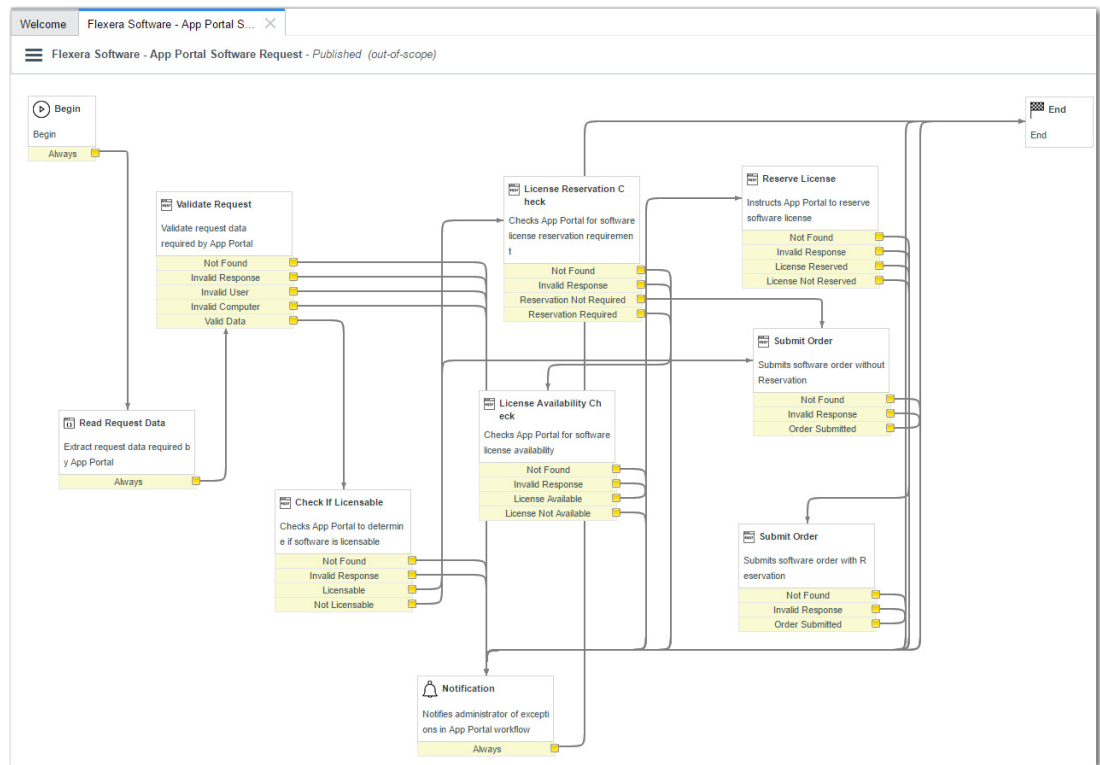 Welcome
Flexera Software - App Portal S...
Flexera Software - App Portal Software Request - Published (out-of-scope)
Begin
Begin
Always
End
End
Validate Request
Validate request data
required by App Portal
Not Found
Invalid Response
Invalid User
Invalid Computer
Valid Data
License Reservation C
heck
Checks App Portal for software
license reservation requiremen
t
Not Found
Invalid Response
Reservation Not Required
Reservation Required
Reserve License
Instructs App Portal to reserve
software license
Not Found
Invalid Response
License Reserved
License Not Reserved
Submit Order
Submits software order without
Reservation
Not Found
Invalid Response
Order Submitted
Read Request Data
Extract request data required b
y App Portal
Always
License Availability Ch
eck
Checks App Portal for software
license availability
Not Found
Invalid Response
License Available
License Not Available
Check If Licensable
Checks App Portal to determin
e if software is licensable
Not Found
Invalid Response
Licensable
Not Licensable
Submit Order
Submits software order with R
eservation
Not Found
Invalid Response
Order Submitted
Notification
Notifies administrator of excepti
ons in App Portal workflow
Always